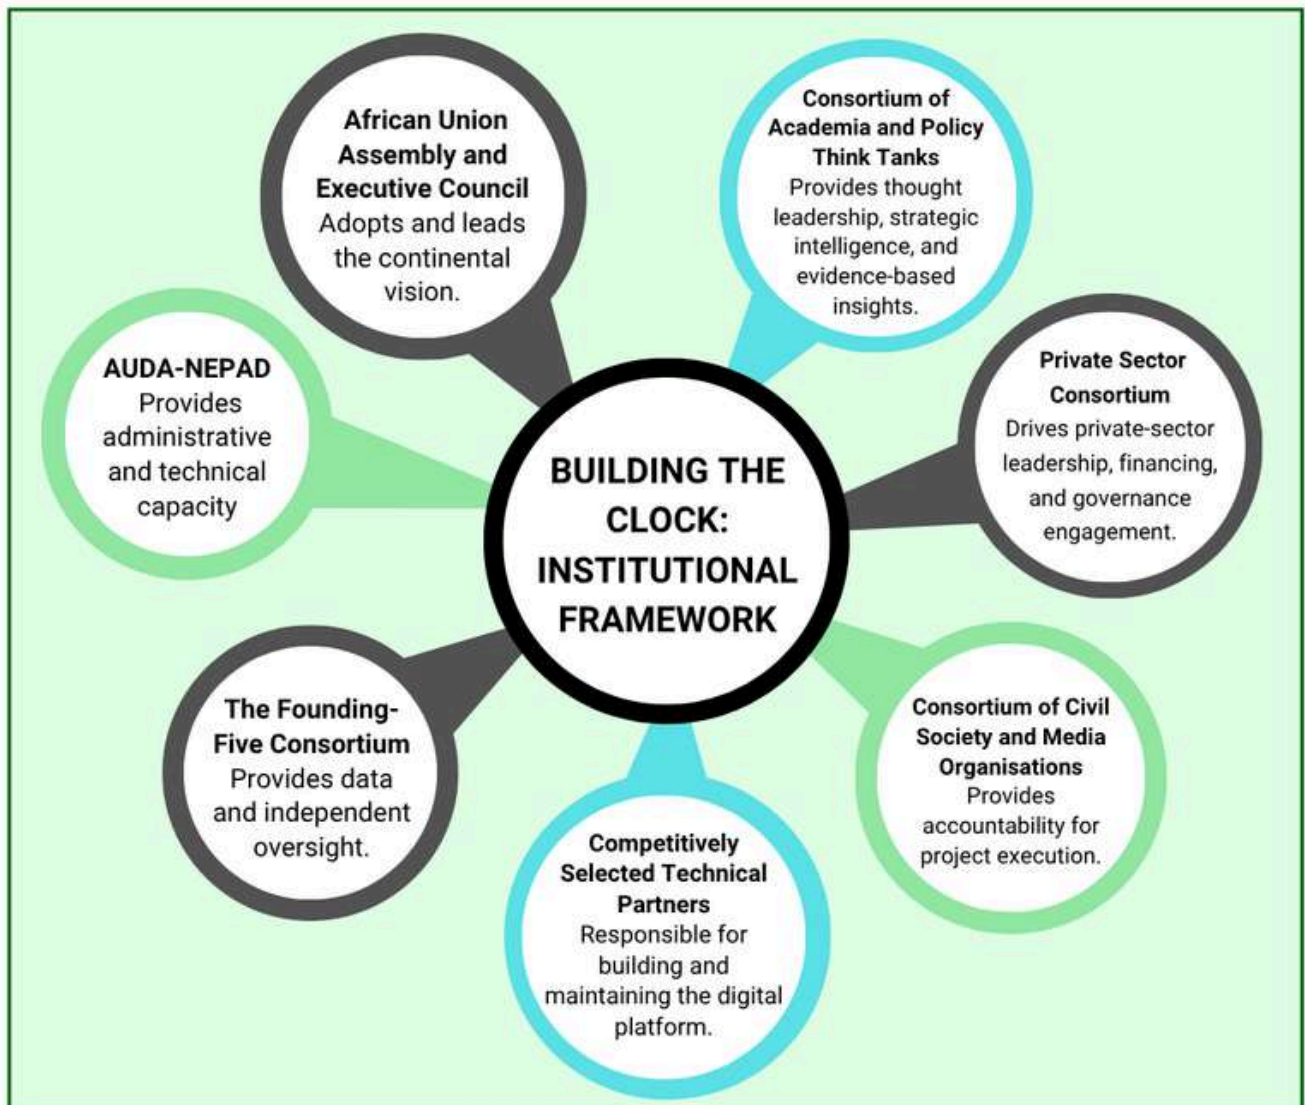 African Union
Assembly and
Executive Council
Adopts and leads
the continental
vision.
Consortium of
Academia and Policy
Think Tanks
Provides thought
leadership, strategic
intelligence, and
evidence-based
insights.
AUDA-NEPAD
Provides
administrative
and technical
capacity
Private Sector
Consortium
Drives private-sector
leadership, financing,
and governance
engagement.
BUILDING THE
CLOCK:
INSTITUTIONAL
FRAMEWORK
The Founding-
Five Consortium
Provides data
and independent
oversight.
Consortium of Civil
Society and Media
Organisations
Provides
accountability for
project execution.
Competitively
Selected Technical
Partners
Responsible for
building and
maintaining the digital
platform.